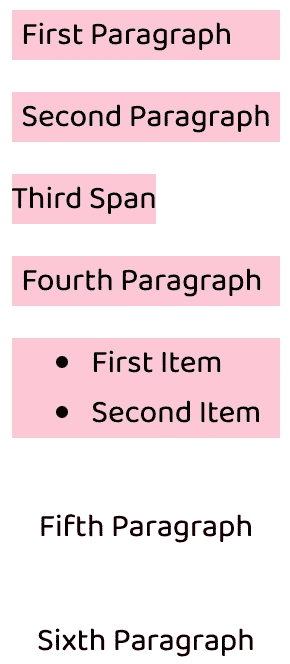 First Paragraph
Second Paragraph
Third Span
Fourth Paragraph
• First Item
• Second Item
Fifth Paragraph
Sixth Paragraph